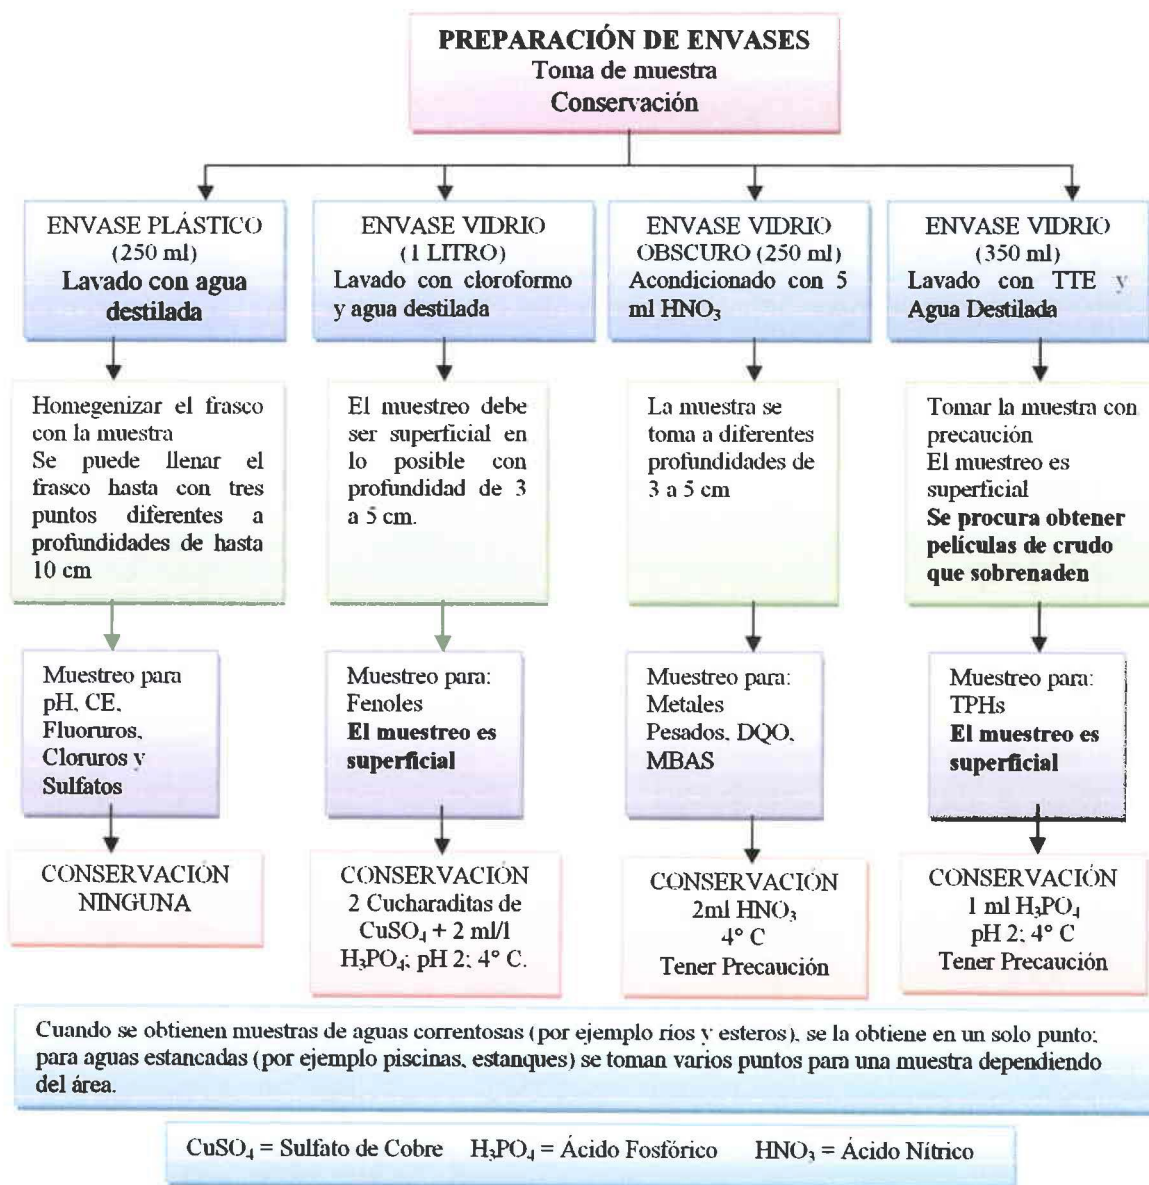 PREPARACIÓN DE ENVASES
Toma de muestra
Conservación
ENVASE PLÁSTICO
(250 ml)
Lavado con agua
destilada
ENVASE VIDRIO
(1 LITRO)
Lavado con cloroformo
y agua destilada
ENVASE VIDRIO
OBSCURO (250 ml)
Acondicionado con 5
ml HNO₃
ENVASE VIDRIO
(350 ml)
Lavado con TTE y
Agua Destilada
Homegenizar el frasco
con la muestra
Se puede llenar el
frasco hasta con tres
puntos diferentes a
profundidades de hasta
10 cm
El muestreo debe
ser superficial en
lo posible con
profundidad de 3
a 5 cm.
La muestra se
toma a diferentes
profundidades de
3 a 5 cm
Tomar la muestra con
precaución
El muestreo es
superficial
Se procura obtener
películas de crudo
que sobrenaden
Muestreo para
pH, CE,
Fluoruros,
Cloruros y
Sulfatos
Muestreo para:
Fenoles
El muestreo es
superficial
Muestreo para:
Metales
Pesados, DQO,
MBAS
Muestreo para:
TPHs
El muestreo es
superficial
CONSERVACIÓN
NINGUNA
CONSERVACIÓN
2 Cucharaditas de
CuSO₄ + 2 ml/l
H₃PO₄; pH 2; 4° C.
CONSERVACIÓN
2ml HNO₃
4° C
Tener Precaución
CONSERVACIÓN
1 ml H₃PO₄
pH 2; 4° C
Tener Precaución
Cuando se obtienen muestras de aguas correntosas (por ejemplo ríos y esteros), se la obtiene en un solo punto;
para aguas estancadas (por ejemplo piscinas, estanques) se toman varios puntos para una muestra dependiendo
del área.
CuSO₄ = Sulfato de Cobre H₃PO₄ = Ácido Fosfórico HNO₃ = Ácido Nítrico